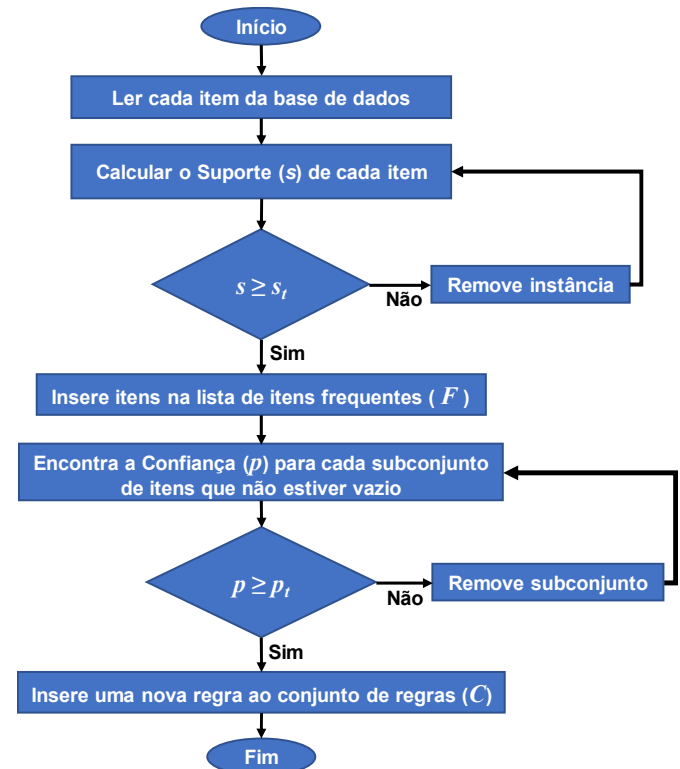 Início
Ler cada item da base de dados
Calcular o Suporte (s) de cada item
s ≥ sₜ
Não
Remove instância
Sim
Insere itens na lista de itens frequentes ( F )
Encontra a Confiança (p) para cada subconjunto
de itens que não estiver vazio
p ≥ pₜ
Não
Remove subconjunto
Sim
Insere uma nova regra ao conjunto de regras (C)
Fim